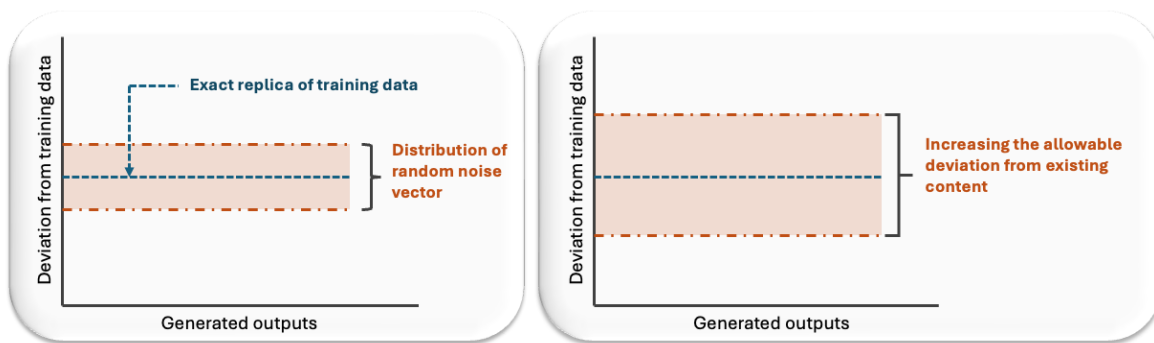 Deviation from training data
Exact replica of training data
Distribution of
random noise
vector
Generated outputs
Deviation from training data
Increasing the allowable
deviation from existing
content
Generated outputs